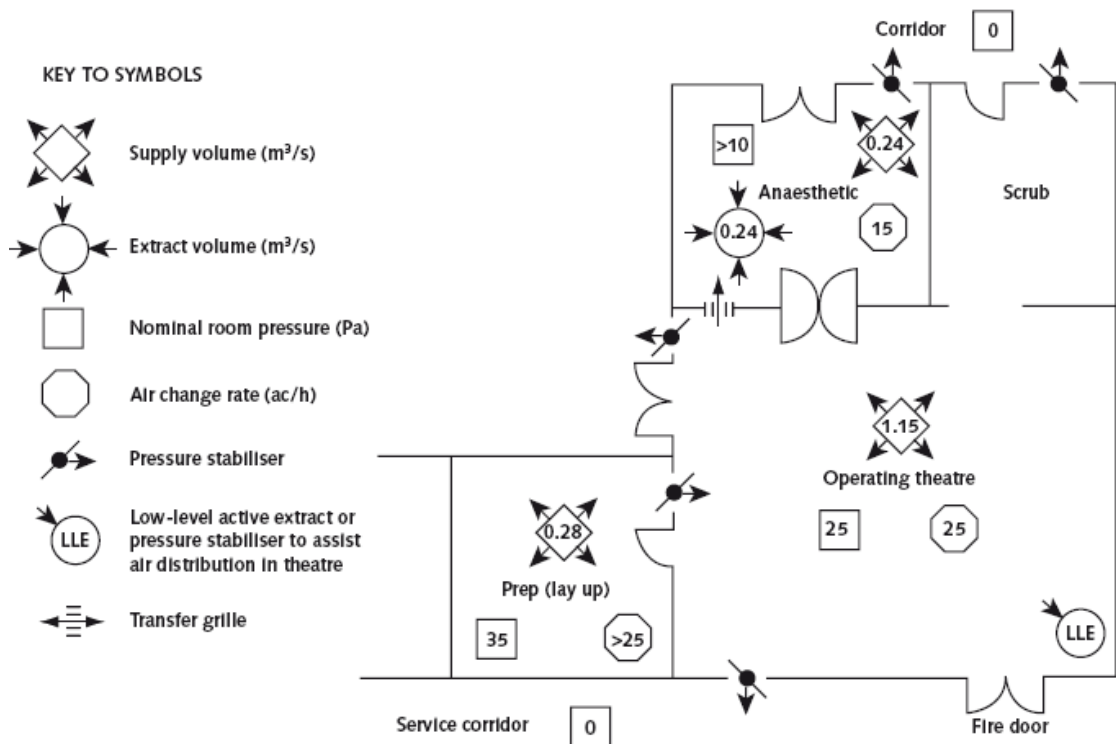 KEY TO SYMBOLS
Supply volume (m³/s)
Extract volume (m³/s)
Nominal room pressure (Pa)
Air change rate (ac/h)
Pressure stabiliser
LLE
Low-level active extract or
pressure stabiliser to assist
air distribution in theatre
Transfer grille
Corridor 0
>10
0.24
Anaesthetic
0.24
15
Scrub
1.15
Operating theatre
25
25
0.28
Prep (lay up)
35
>25
LLE
Service corridor 0
Fire door